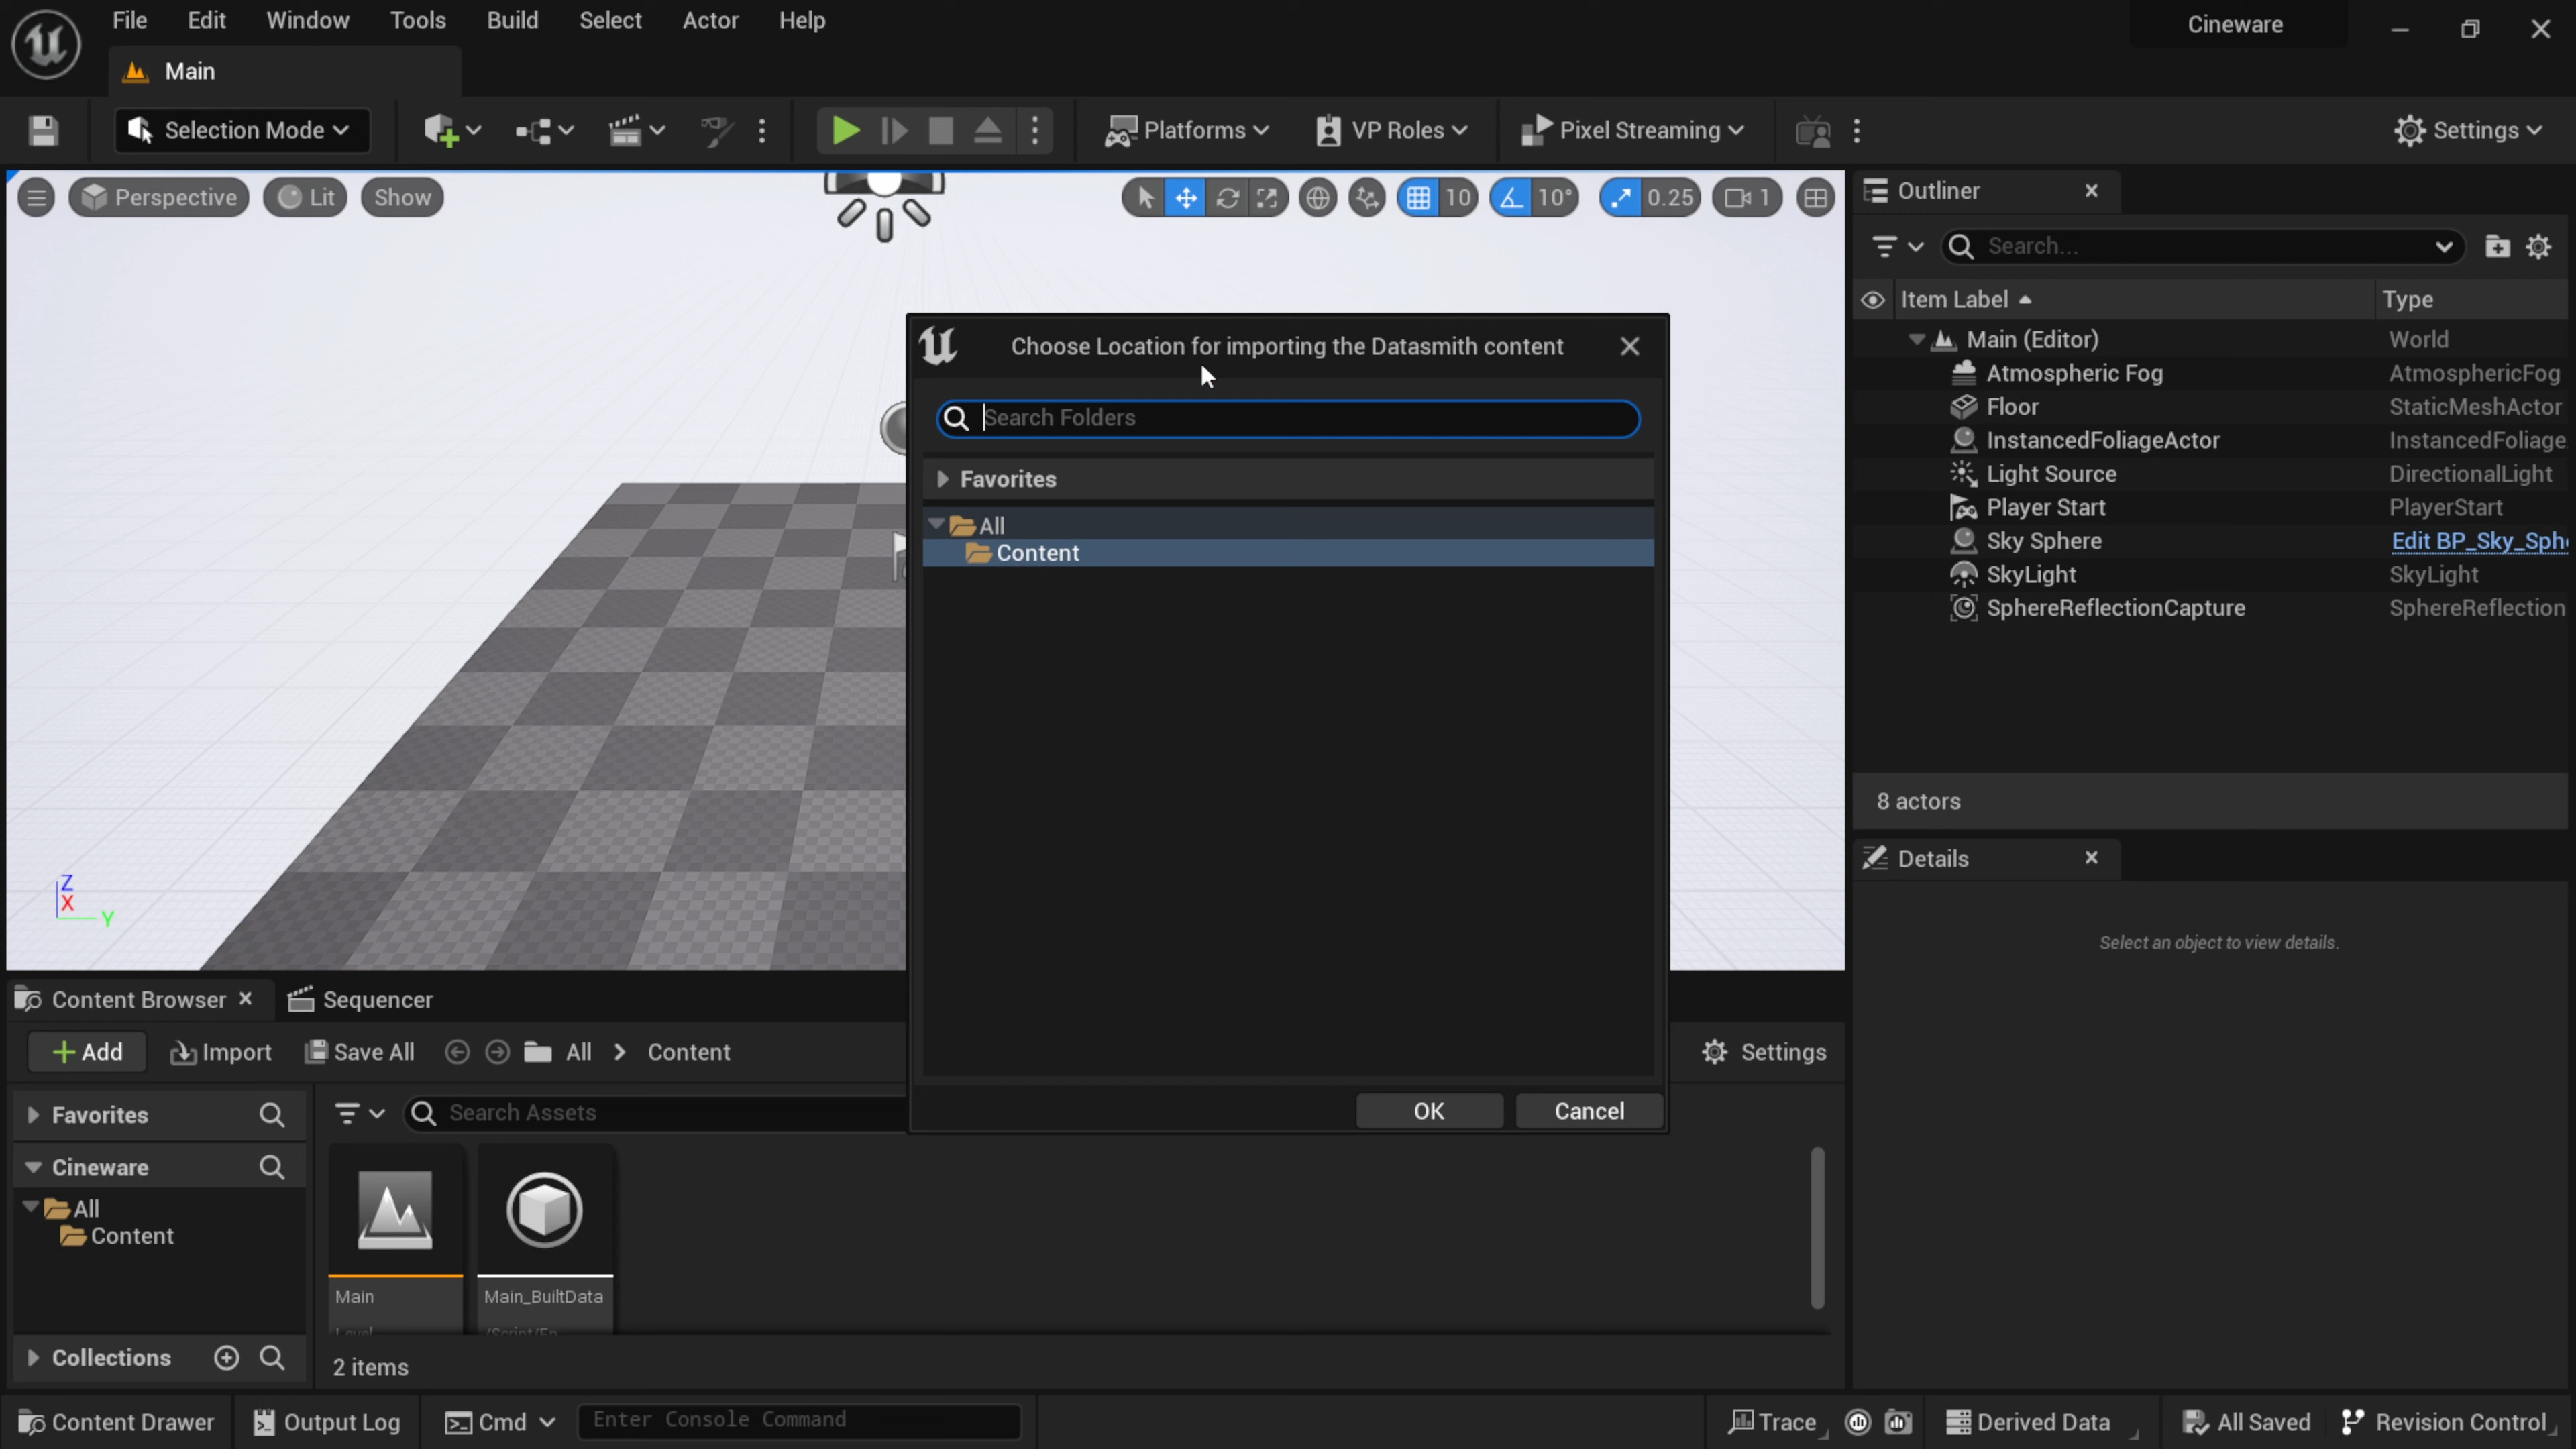 File Edit Window Tools Build Select Actor Help
Cineware
Main
Selection Mode
Platforms
VP Roles
Pixel Streaming
Settings
Perspective
Lit
Show
10
10°
0.25
1
Outliner
Search...
Item Label
Type
Main (Editor)
World
Atmospheric Fog
AtmosphericFog
Floor
StaticMeshActor
InstancedFoliageActor
InstancedFoliage
Light Source
DirectionalLight
Player Start
PlayerStart
Sky Sphere
Edit BP_Sky_Sph
SkyLight
SkyLight
SphereReflectionCapture
SphereReflection
8 actors
Details
Select an object to view details.
Choose Location for importing the Datasmith content
Search Folders
Favorites
All
Content
OK
Cancel
Z
X
Y
Content Browser
Sequencer
Add
Import
Save All
All
Content
Settings
Favorites
Search Assets
Cineware
All
Content
Main
Main_BuiltData
Collections
2 items
Content Drawer
Output Log
Cmd
Enter Console Command
Trace
Derived Data
All Saved
Revision Control